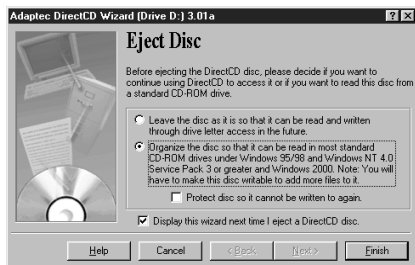 Adaptec DirectCD Wizard (Drive D:) 3.01a
Eject Disc
Before ejecting the DirectCD disc, please decide if you want to
continue using DirectCD to access it or if you want to read this disc from
a standard CD-ROM drive.
Leave the disc as it is so that it can be read and written
through drive letter access in the future.
Organize the disc so that it can be read in most standard
CD-ROM drives under Windows 95/98 and Windows NT 4.0
Service Pack 3 or greater and Windows 2000. Note: You will
have to make this disc writable to add more files to it.
Protect disc so it cannot be written to again.
Display this wizard next time I eject a DirectCD disc.
Help Cancel < Back Next > Finish